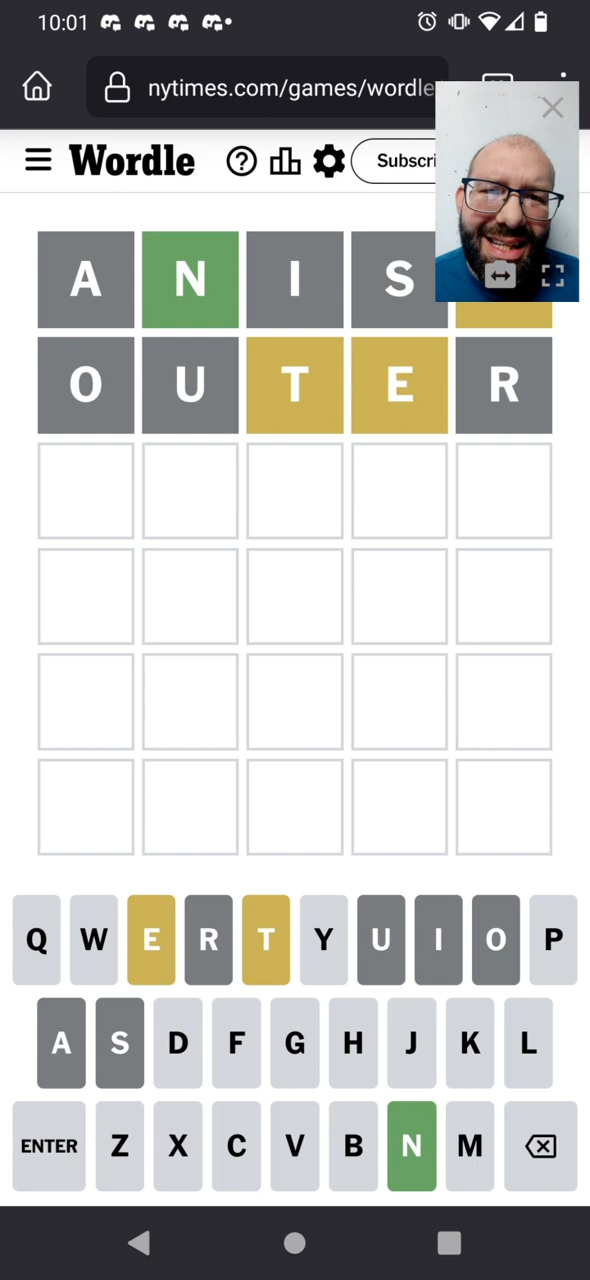 10:01
nytimes.com/games/wordle
Wordle
Subscri
A N I S
O U T E R
Q W E R T Y U I O P
A S D F G H J K L
ENTER Z X C V B N M